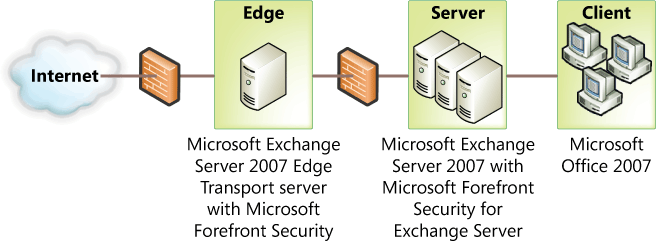 Edge
Server
Client
Internet
Microsoft Exchange
Server 2007 Edge
Transport server
with Microsoft
Forefront Security
Microsoft Exchange
Server 2007 with
Microsoft Forefront
Security for
Exchange Server
Microsoft
Office 2007